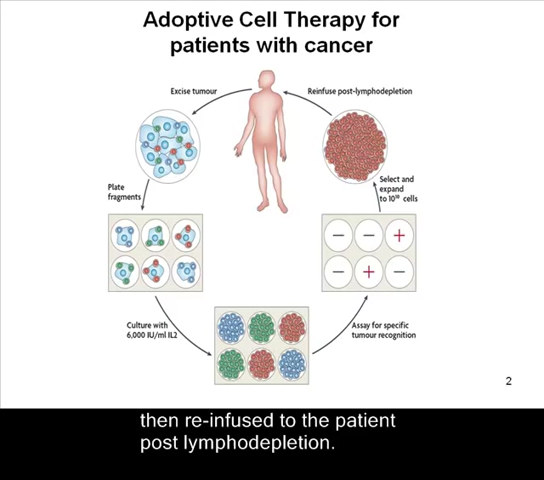 Adoptive Cell Therapy for
patients with cancer
Excise tumour
Reinfuse post-lymphodepletion
Plate
fragments
Select and
expand
to 10¹⁰ cells
− − +
− + −
Culture with
6,000 IU/ml IL2
Assay for specific
tumour recognition
2
then re-infused to the patient
post lymphodepletion.